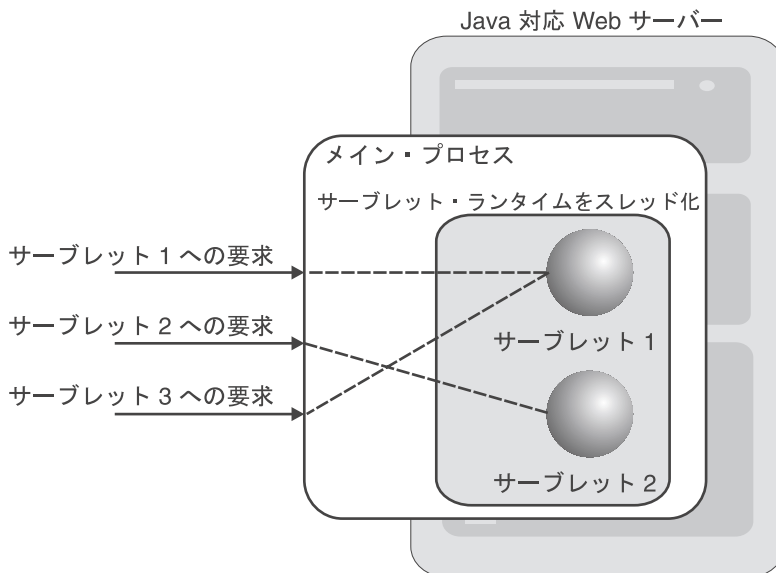 Java 対応 Web サーバー
メイン・プロセス
サーブレット・ランタイムをスレッド化
サーブレット 1 への要求
サーブレット 2 への要求
サーブレット 3 への要求
サーブレット 1
サーブレット 2